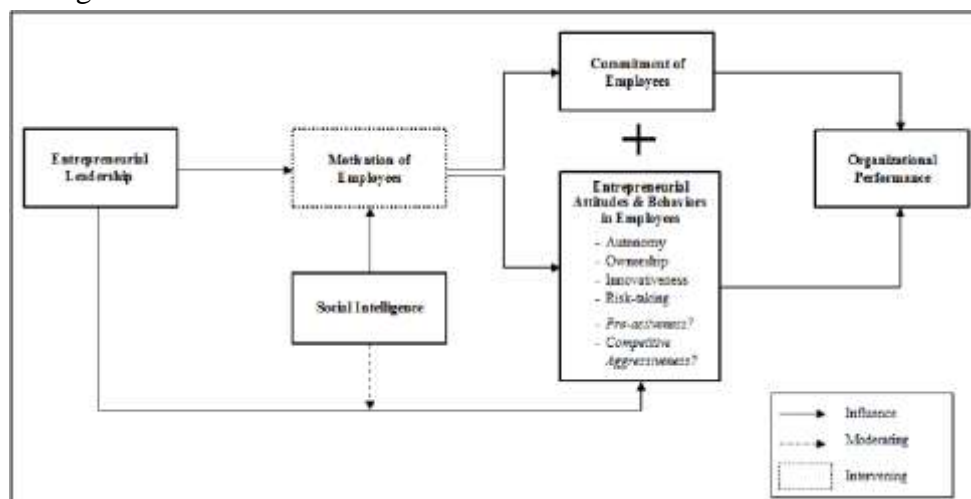 Commitment of
Employees
Entrepreneurial
Leadership
Motivation of
Employees
+
Organizational
Performance
Entrepreneurial
Attitudes & Behaviors
in Employees
- Autonomy
- Ownership
- Innovativeness
- Risk-taking
- Pro-activeness?
- Competitive
Aggressiveness?
Social Intelligence
Influence
Moderating
Intervening